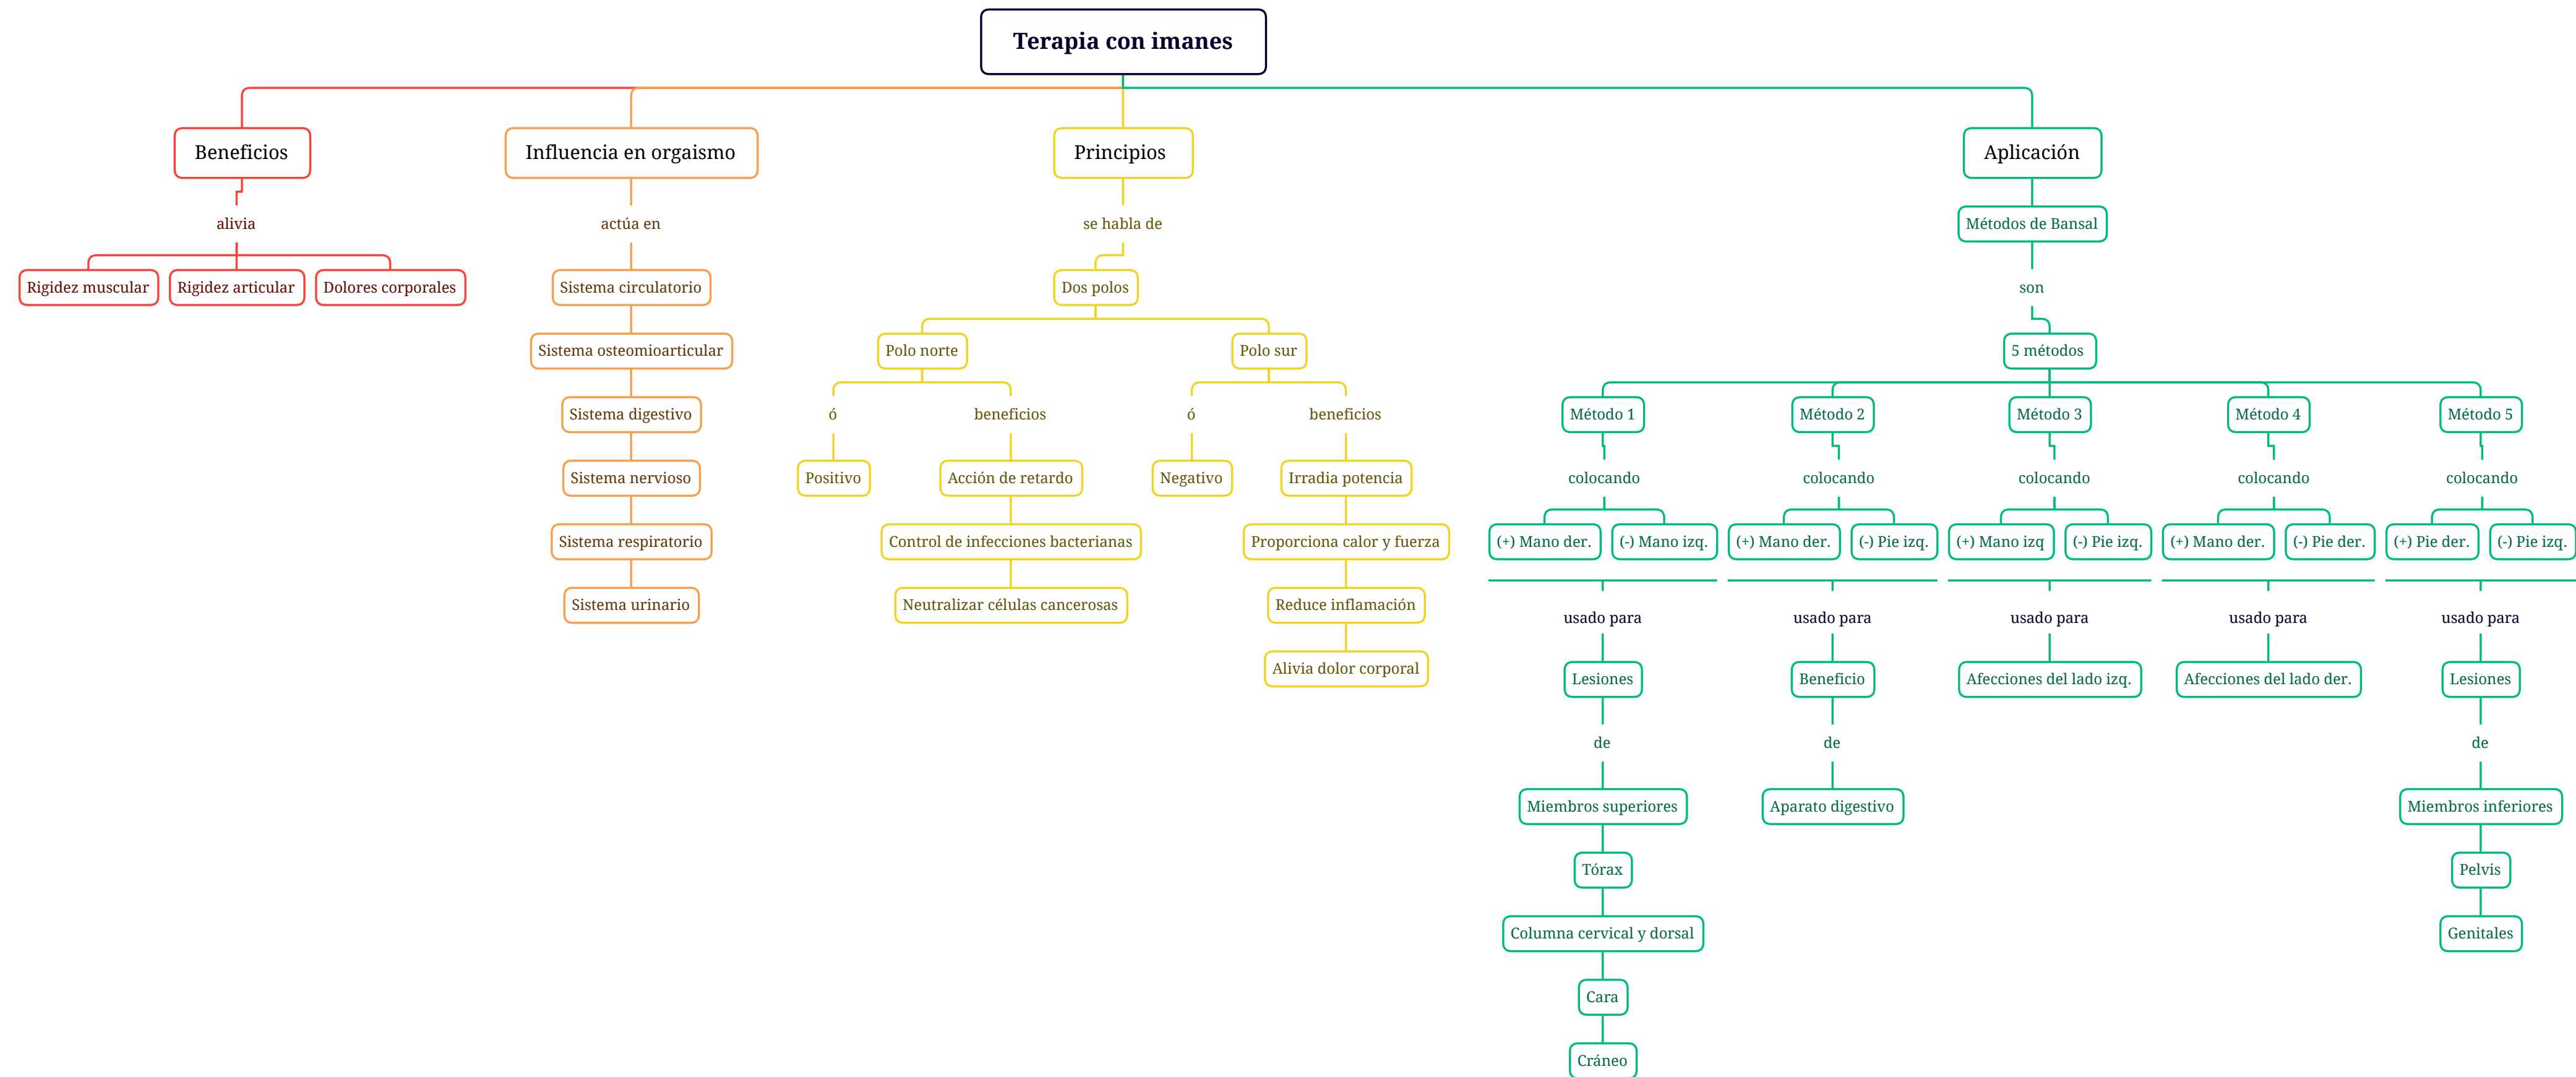 Terapia con imanes
Beneficios
alivia
Rigidez muscular
Rigidez articular
Dolores corporales
Influencia en orgaismo
actúa en
Sistema circulatorio
Sistema osteomioarticular
Sistema digestivo
Sistema nervioso
Sistema respiratorio
Sistema urinario
Principios
se habla de
Dos polos
Polo norte
ó
Positivo
beneficios
Acción de retardo
Control de infecciones bacterianas
Neutralizar células cancerosas
Polo sur
ó
Negativo
beneficios
Irradia potencia
Proporciona calor y fuerza
Reduce inflamación
Alivia dolor corporal
Aplicación
Métodos de Bansal
son
5 métodos
Método 1
colocando
(+) Mano der.
(-) Mano izq.
usado para
Lesiones
de
Miembros superiores
Tórax
Columna cervical y dorsal
Cara
Cráneo
Método 2
colocando
(+) Mano der.
(-) Pie izq.
usado para
Beneficio
de
Aparato digestivo
Método 3
colocando
(+) Mano izq
(-) Pie izq.
usado para
Afecciones del lado izq.
Método 4
colocando
(+) Mano der.
(-) Pie der.
usado para
Afecciones del lado der.
Método 5
colocando
(+) Pie der.
(-) Pie izq.
usado para
Lesiones
de
Miembros inferiores
Pelvis
Genitales